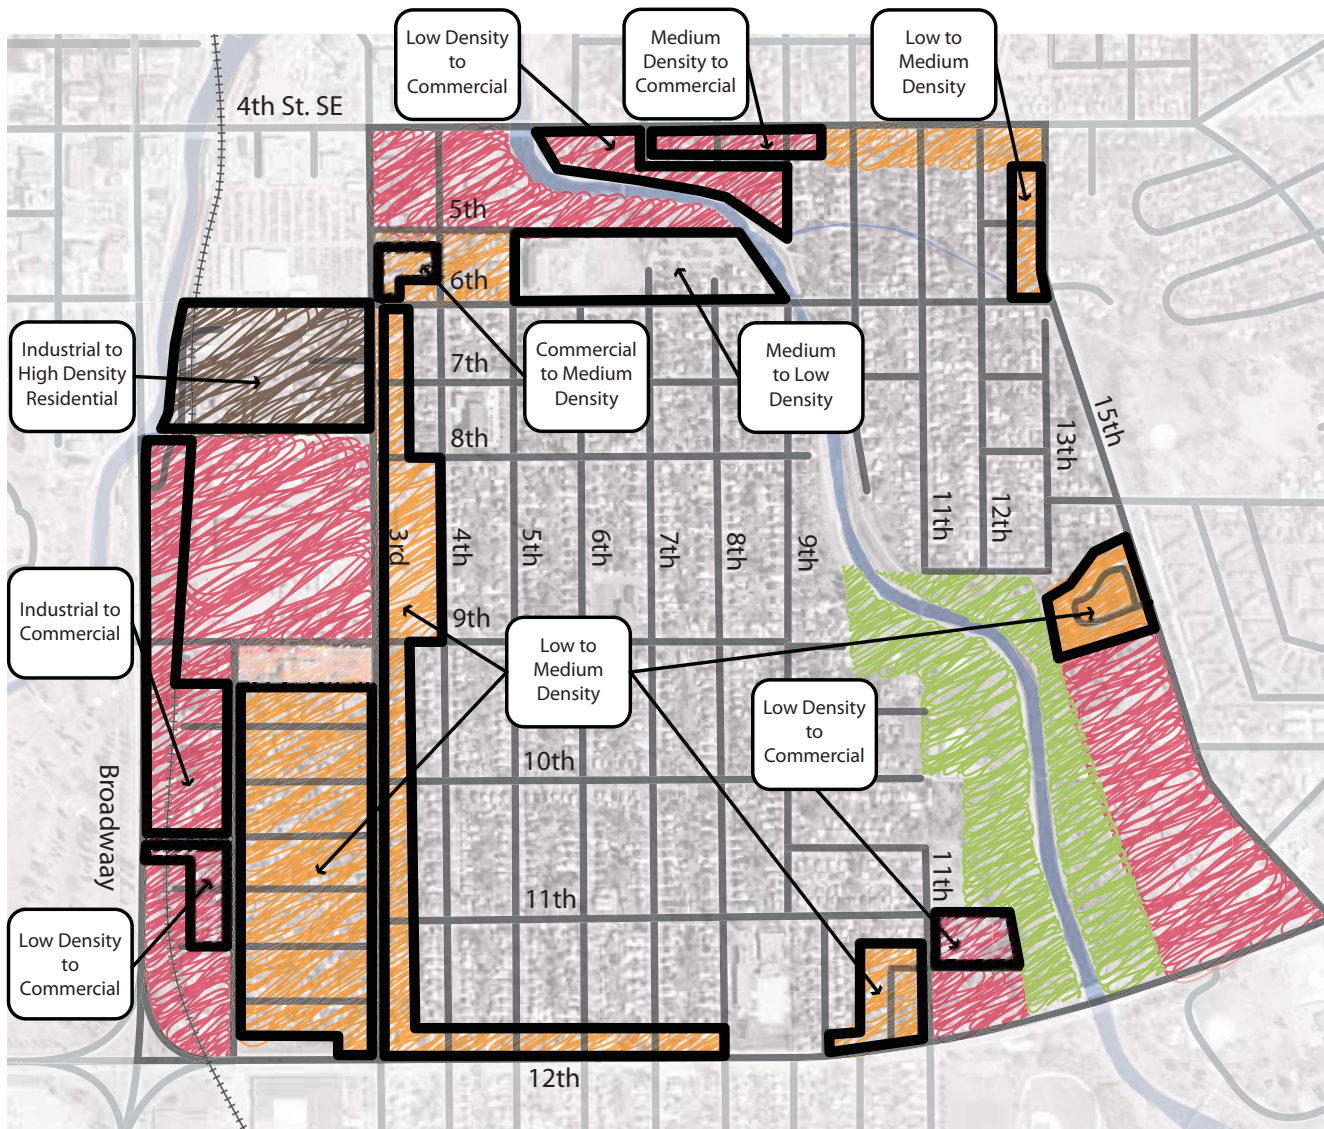 Low Density
to
Commercial
Medium
Density to
Commercial
Low to
Medium
Density
4th St. SE
5th
6th
Industrial to
High Density
Residential
7th
Commercial
to Medium
Density
Medium
to Low
Density
8th
15th
13th
12th
11th
3rd
4th
5th
6th
7th
8th
9th
9th
Industrial to
Commercial
Low to
Medium
Density
Low Density
to
Commercial
10th
Broadwaay
11th
11th
Low Density
to
Commercial
12th